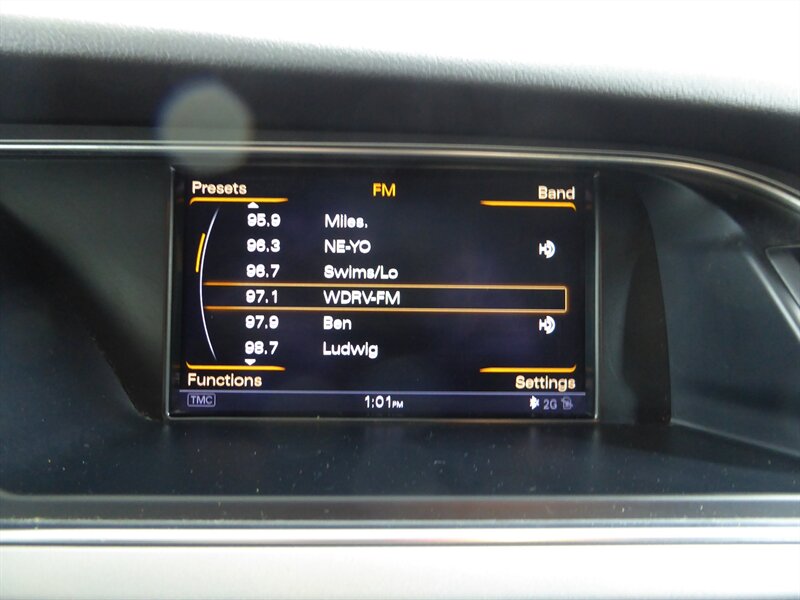 Presets FM Band
95.9 Miles.
96.3 NE-YO
96.7 Swims/Lo
97.1 WDRV-FM
97.9 Ben
98.7 Ludwig
Functions Settings
TMC 1:01PM 2G